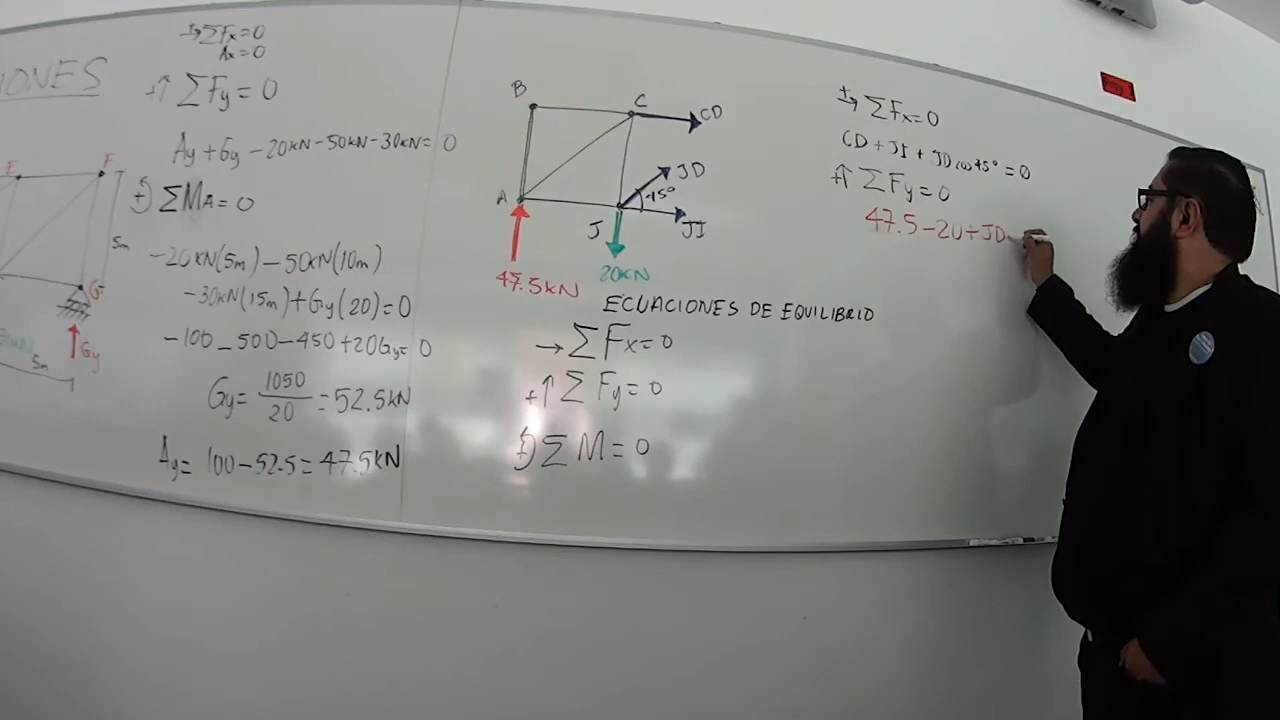 IONES
+→ ΣFx=0
Ax=0
+↑ ΣFy=0
Ay+Gy-20kN-50kN-30kN=0
+) ΣMA=0
-20kN(5m)-50kN(10m)
-30kN(15m)+Gy(20)=0
-100-500-450+20Gy=0
Gy=1050/20=52.5kN
Ay=100-52.5=47.5kN
E
F
5m
G
Gy
5m
B
C
CD
JD
45°
A
J
JI
47.5kN
20kN
ECUACIONES DE EQUILIBRIO
→ ΣFx=0
+↑ ΣFy=0
+) ΣM=0
+→ ΣFx=0
CD+JI+JD cos45°=0
+↑ ΣFy=0
47.5-20+JD